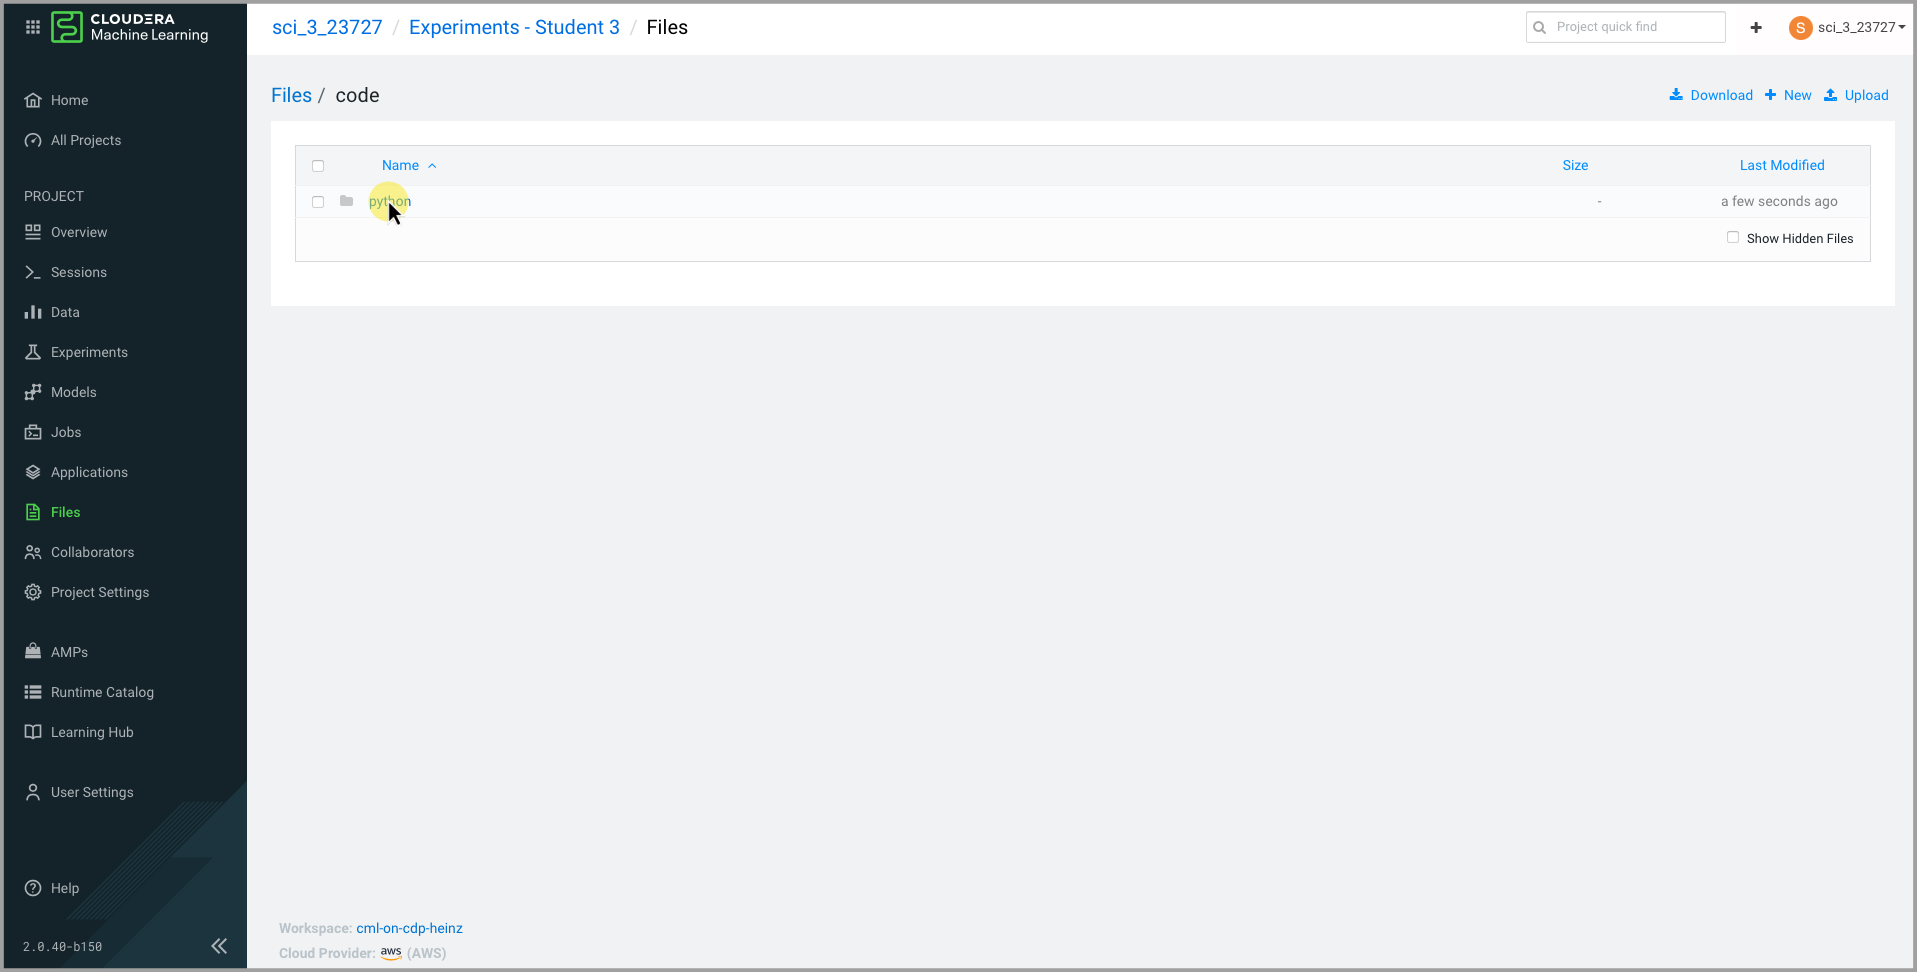 CLOUDERA
Machine Learning
sci_3_23727 / Experiments - Student 3 / Files
Project quick find
+
S sci_3_23727
Home
All Projects
PROJECT
Overview
Sessions
Data
Experiments
Models
Jobs
Applications
Files
Collaborators
Project Settings
AMPs
Runtime Catalog
Learning Hub
User Settings
Help
2.0.40-b150
Files / code
Download + New Upload
Name Size Last Modified
python - a few seconds ago
Show Hidden Files
Workspace: cml-on-cdp-heinz
Cloud Provider: aws (AWS)